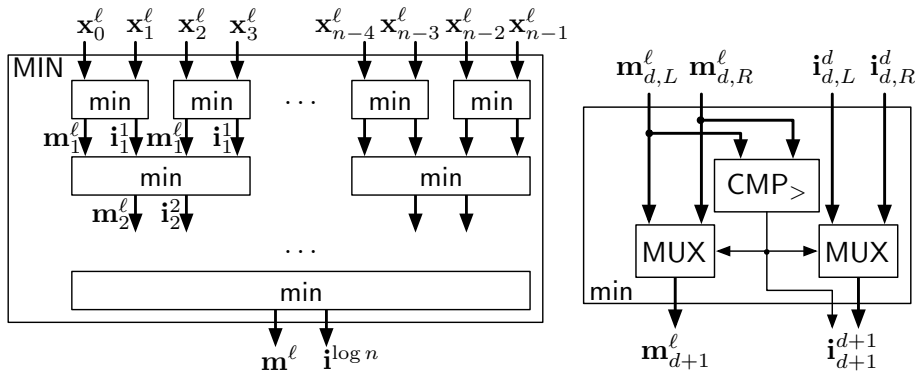 x_0^ℓ x_1^ℓ x_2^ℓ x_3^ℓ x_{n−4}^ℓ x_{n−3}^ℓ x_{n−2}^ℓ x_{n−1}^ℓ
MIN
min min ... min min
m_1^ℓ i_1^1 m_1^ℓ i_1^1
min min
m_2^ℓ i_2^2
...
min
m^ℓ i^{log n}
m_{d,L}^ℓ m_{d,R}^ℓ i_{d,L}^d i_{d,R}^d
CMP_>
MUX MUX
min
m_{d+1}^ℓ i_{d+1}^{d+1}